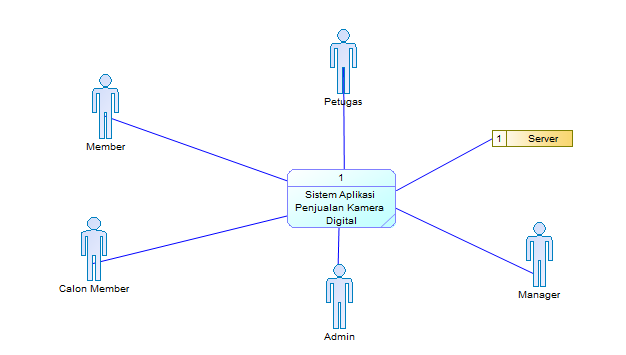 Petugas
Member
1 Server
1
Sistem Aplikasi
Penjualan Kamera
Digital
Calon Member
Manager
Admin